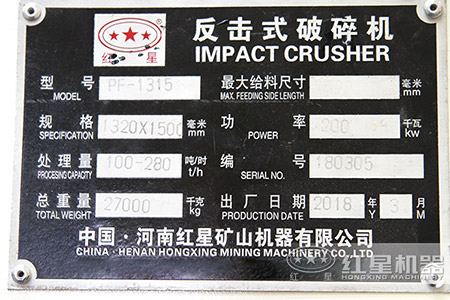 反击式破碎机
IMPACT CRUSHER
红星
型号 PF-1315 最大给料尺寸 毫米
MODEL MAX. FEEDING SIDE LENGTH mm
规格 1320X1500 毫米 功率 200 千瓦
SPECIFICATION mm POWER kw
处理量 100-280 吨/时 编号 180305
PROCESING CAPACITY t/h SERIAL NO.
总重量 27000 千克 出厂日期 2018 年 3 月
TOTAL WEIGHT kg DATE Y M
中国·河南红星矿山机器有限公司
CHINA · HENAN HONGXING MINING MACHINERY CO., LTD
红星机器